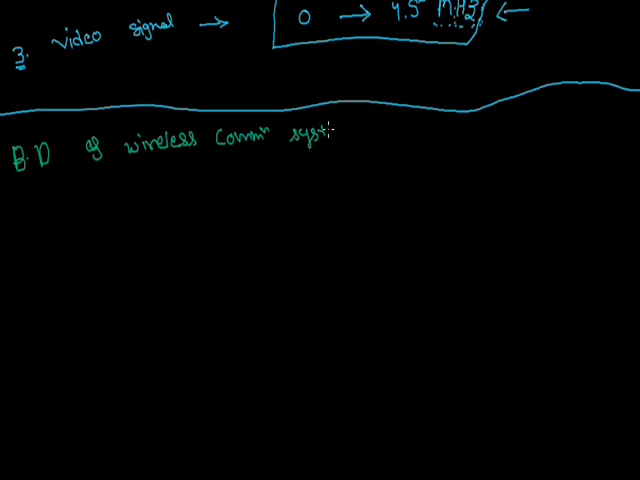 3. video signal → 0 → 4.5 MHz ←
B.D of wireless Commn syst